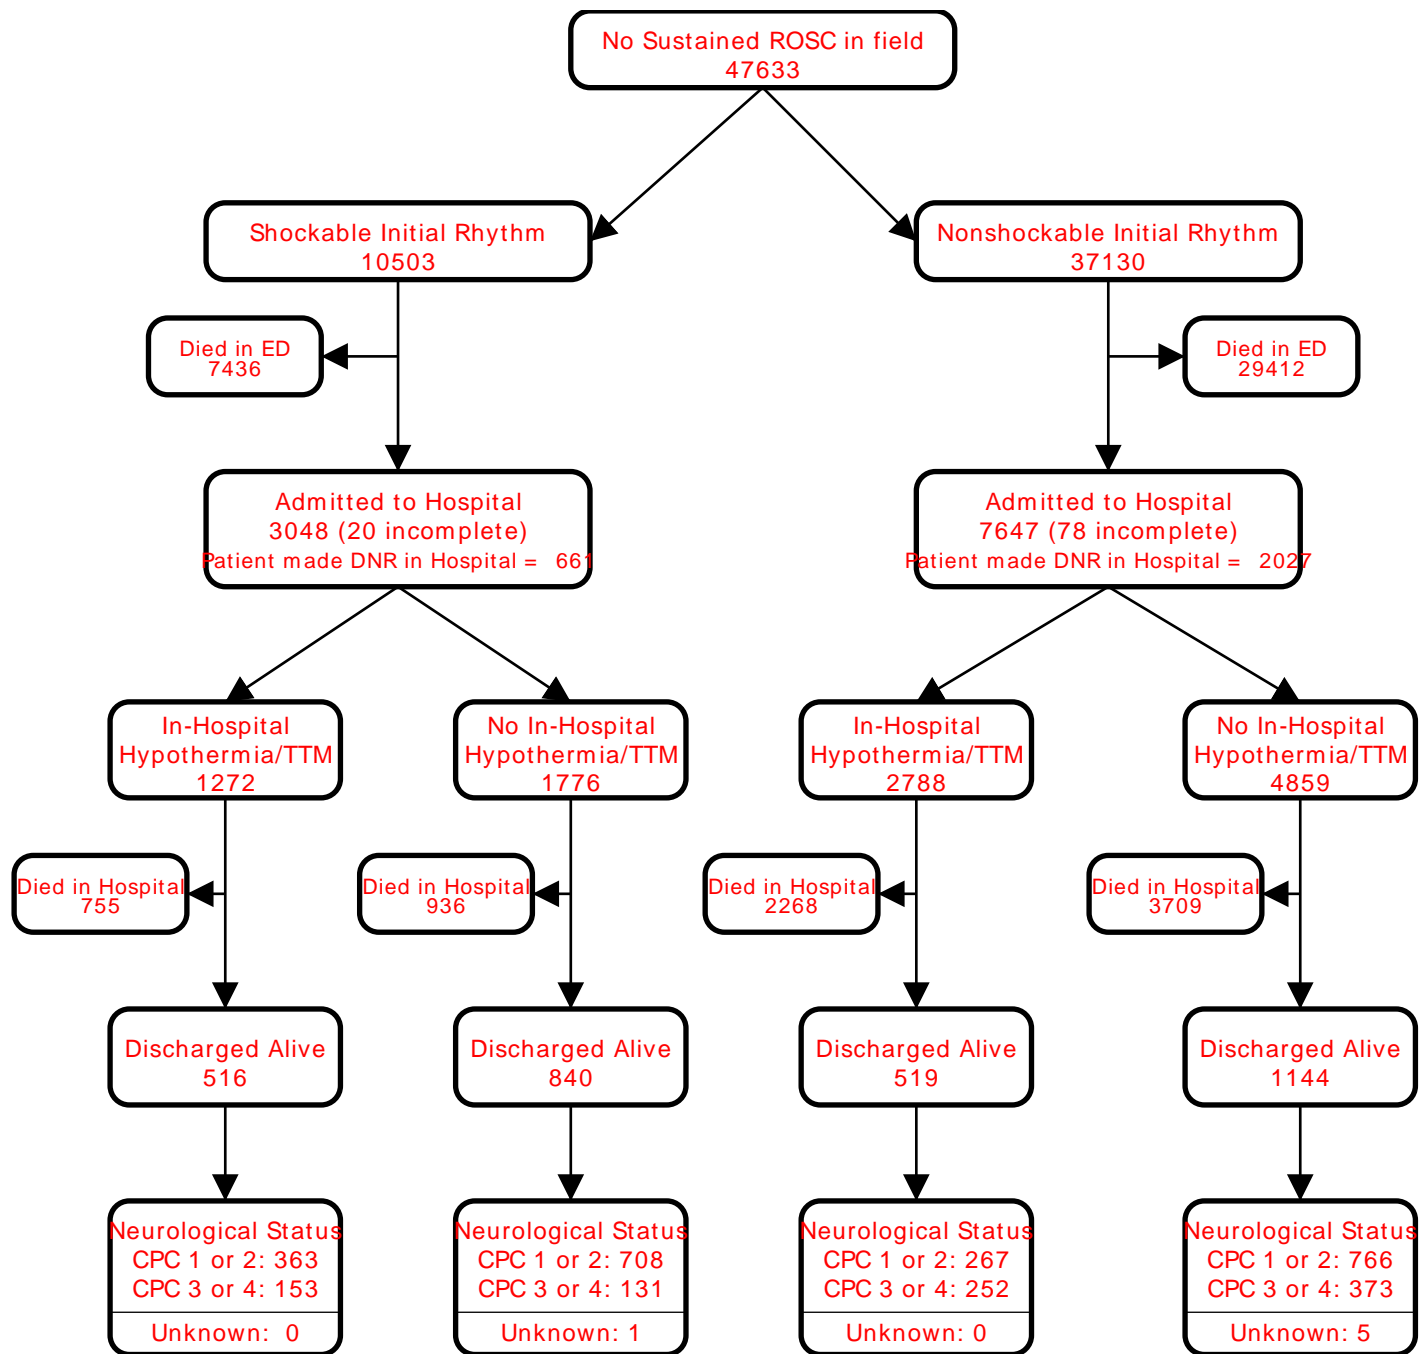 No Sustained ROSC in field
47633
Shockable Initial Rhythm
10503
Nonshockable Initial Rhythm
37130
Died in ED
7436
Died in ED
29412
Admitted to Hospital
3048 (20 incomplete)
Patient made DNR in Hospital = 661
Admitted to Hospital
7647 (78 incomplete)
Patient made DNR in Hospital = 2027
In-Hospital
Hypothermia/TTM
1272
No In-Hospital
Hypothermia/TTM
1776
In-Hospital
Hypothermia/TTM
2788
No In-Hospital
Hypothermia/TTM
4859
Died in Hospital
755
Died in Hospital
936
Died in Hospital
2268
Died in Hospital
3709
Discharged Alive
516
Discharged Alive
840
Discharged Alive
519
Discharged Alive
1144
Neurological Status
CPC 1 or 2: 363
CPC 3 or 4: 153
Unknown: 0
Neurological Status
CPC 1 or 2: 708
CPC 3 or 4: 131
Unknown: 1
Neurological Status
CPC 1 or 2: 267
CPC 3 or 4: 252
Unknown: 0
Neurological Status
CPC 1 or 2: 766
CPC 3 or 4: 373
Unknown: 5